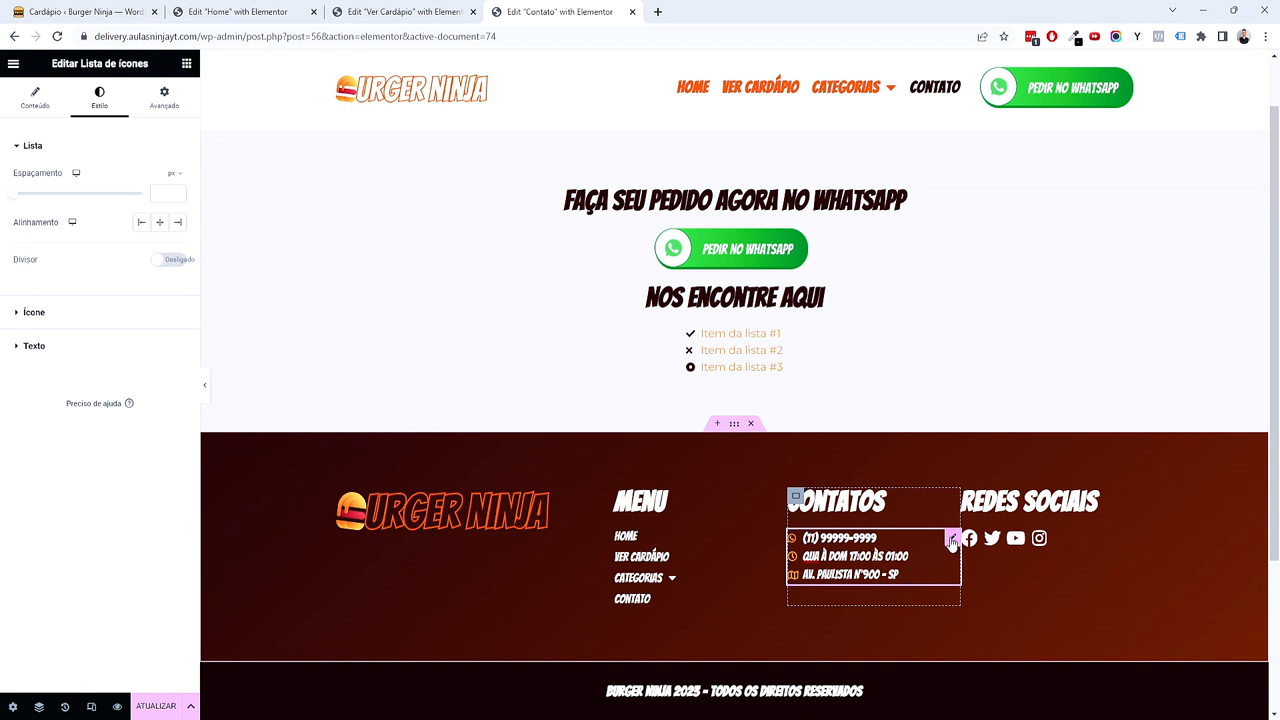 Cardápio ‹ Burger Ninja — Word
Edit "Home" with Elementor
Edit "Ver Cardápio" with Element
Edit "Contato" with Elementor
delivery.aulasninjayt.com/wp-admin/post.php?post=56&action=elementor&active-document=74
Editar Lista de ícones
Conteúdo
Estilo
Avançado
Lista
Espaçamento
px
Alinhamento
Divisor
Desligado
Ícone
Texto
Preciso de ajuda
ATUALIZAR
URGER NINJA
HOME
VER CARDÁPIO
CATEGORIAS
CONTATO
PEDIR NO WHATSAPP
FAÇA SEU PEDIDO AGORA NO WHATSAPP
PEDIR NO WHATSAPP
NOS ENCONTRE AQUI
Item da lista #1
Item da lista #2
Item da lista #3
URGER NINJA
MENU
HOME
VER CARDÁPIO
CATEGORIAS
CONTATO
CONTATOS
(11) 99999-9999
QUA À DOM 17:00 ÀS 01:00
AV. PAULISTA Nº900 - SP
REDES SOCIAIS
BURGER NINJA 2023 - TODOS OS DIREITOS RESERVADOS